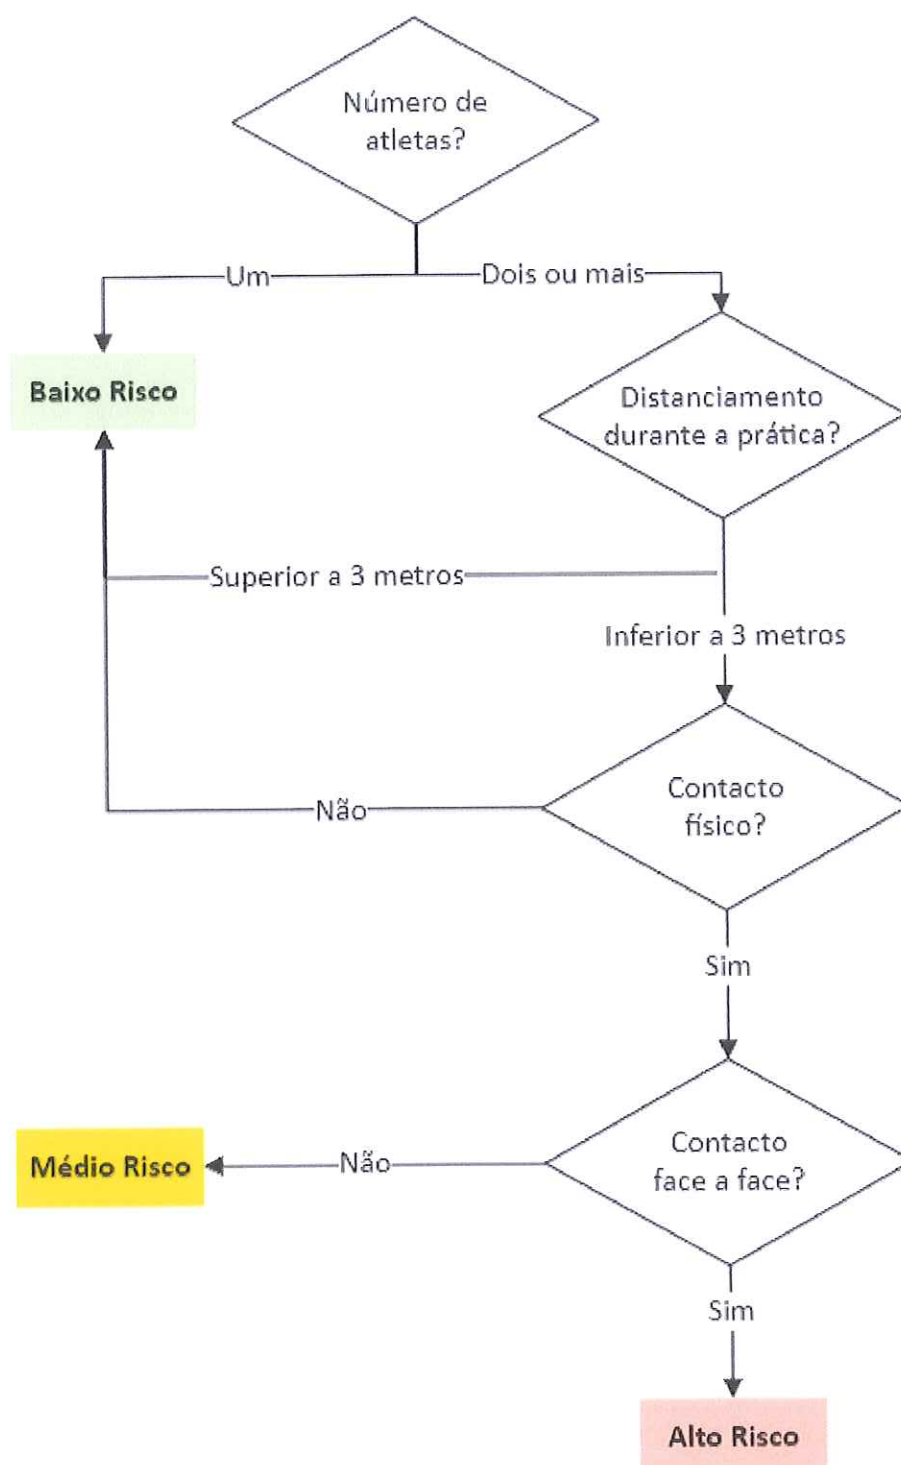 Número de
atletas?
Um
Dois ou mais
Baixo Risco
Distanciamento
durante a prática?
Superior a 3 metros
Inferior a 3 metros
Contacto
físico?
Não
Sim
Contacto
face a face?
Médio Risco
Não
Sim
Alto Risco